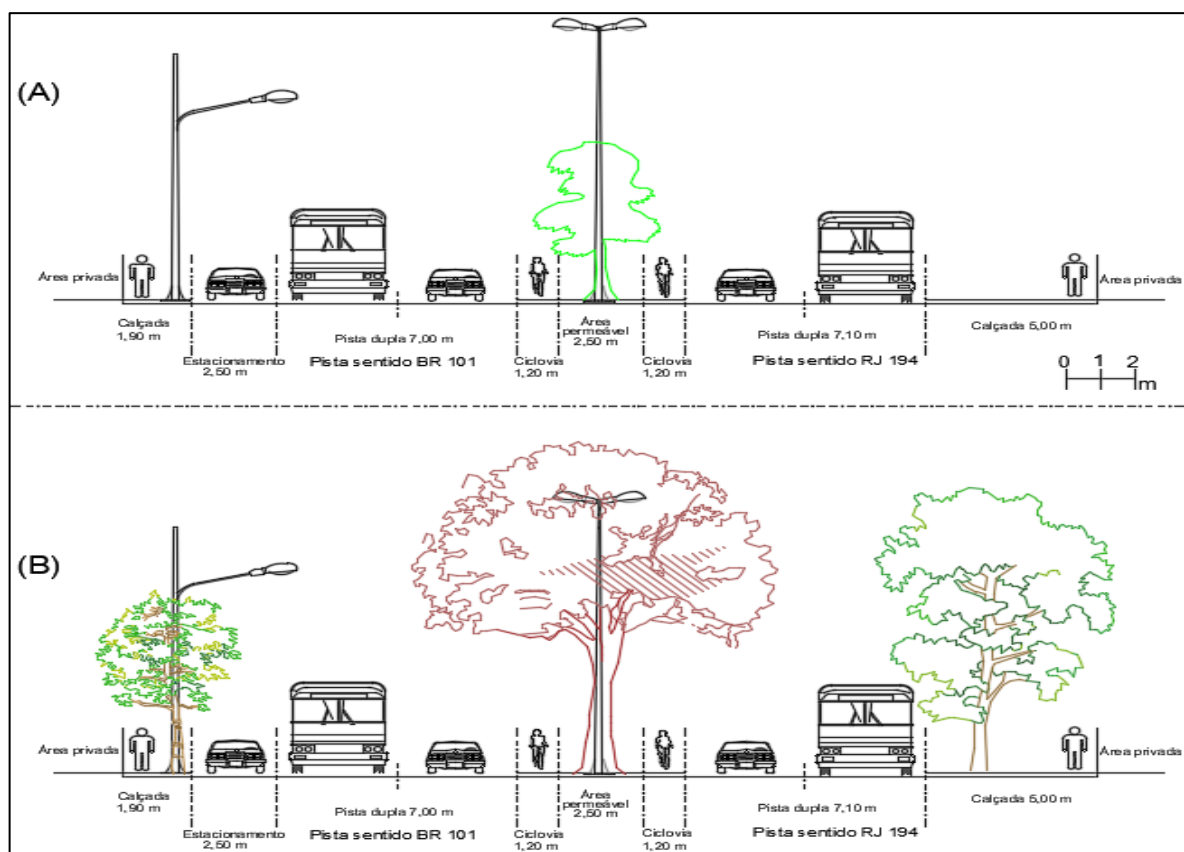 (A)
Área privada
Área privada
Calçada
1,90 m
Estacionamento
2,50 m
Pista dupla 7,00 m
Pista sentido BR 101
Ciclovia
1,20 m
Área
permeável
2,50 m
Ciclovia
1,20 m
Pista dupla 7,10 m
Pista sentido RJ 194
Calçada 5,00 m
0 1 2
m
(B)
Área privada
Área privada
Calçada
1,90 m
Estacionamento
2,50 m
Pista dupla 7,00 m
Pista sentido BR 101
Ciclovia
1,20 m
Área
permeável
2,50 m
Ciclovia
1,20 m
Pista dupla 7,10 m
Pista sentido RJ 194
Calçada 5,00 m